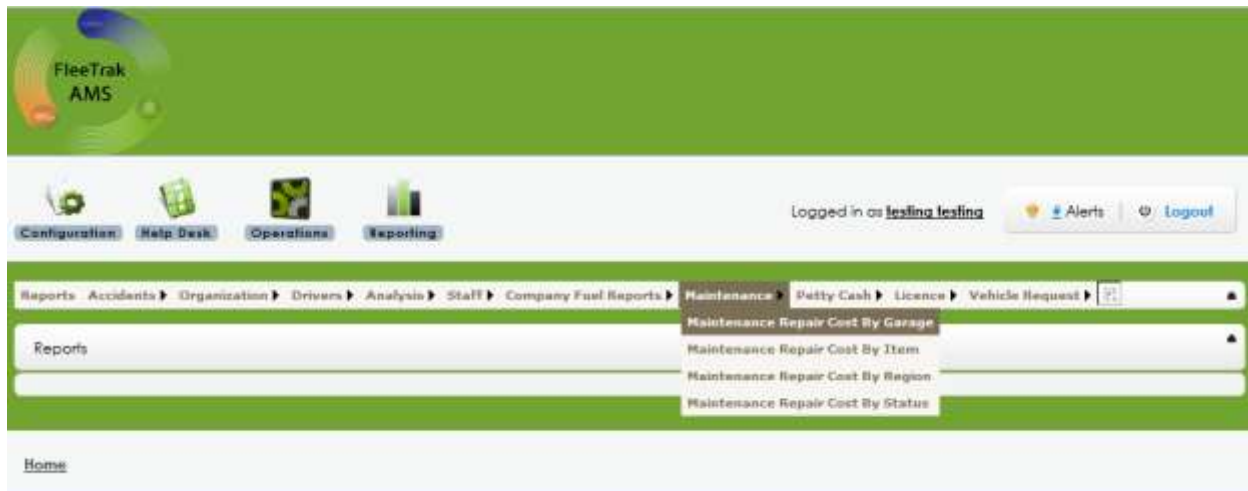 FleeTrak
AMS
Configuration Help Desk Operations Reporting
Logged in as testing testing
# Alerts
Logout
Reports Accidents Organization Drivers Analysis Staff Company Fuel Reports Maintenance Petty Cash Licence Vehicle Request
Maintenance Repair Cost By Garage
Reports
Maintenance Repair Cost By Item
Maintenance Repair Cost By Region
Maintenance Repair Cost By Status
Home